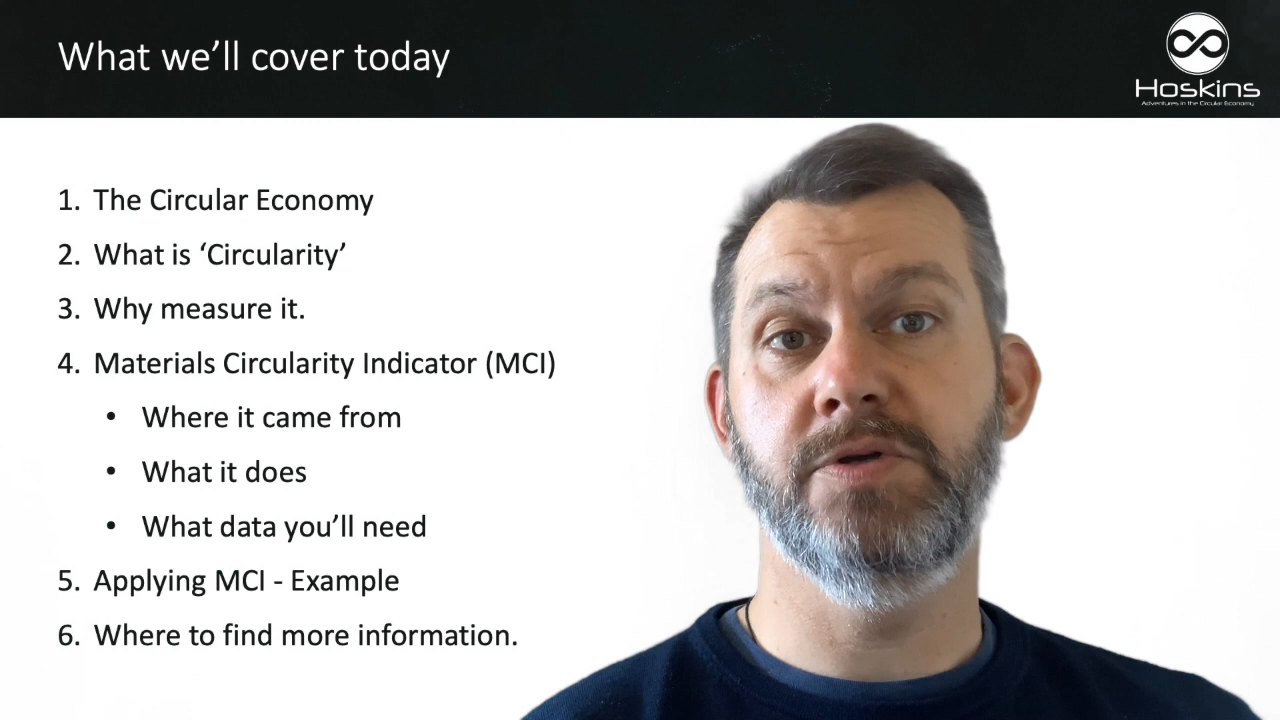 What we’ll cover today
Hoskins
Adventures in the Circular Economy
1. The Circular Economy
2. What is ‘Circularity’
3. Why measure it.
4. Materials Circularity Indicator (MCI)
• Where it came from
• What it does
• What data you’ll need
5. Applying MCI - Example
6. Where to find more information.